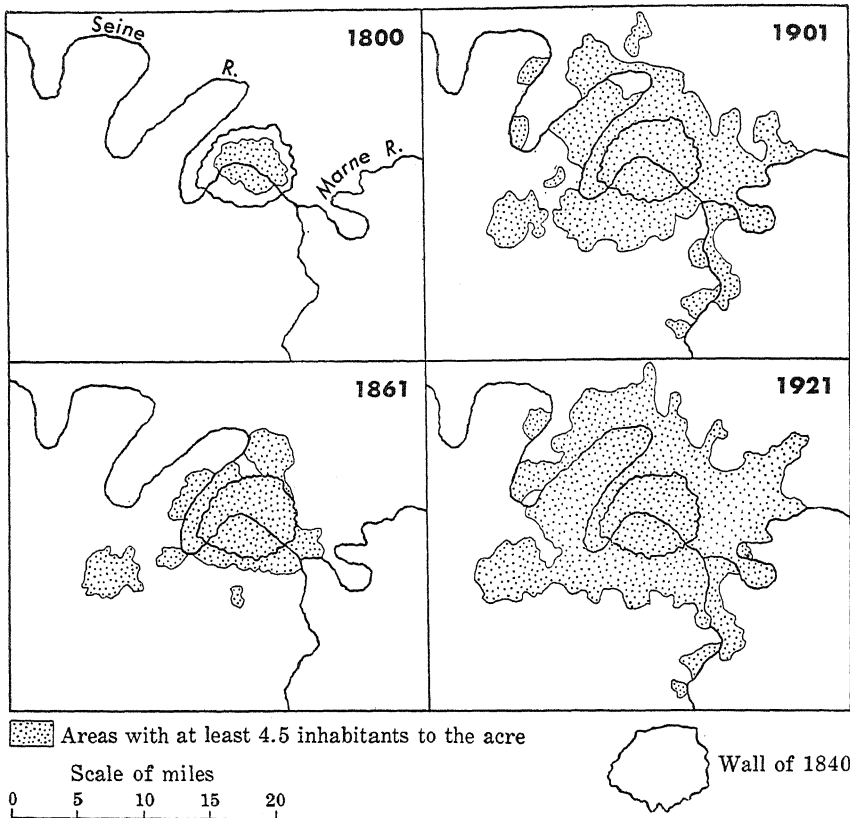 Seine
R.
Marne R.
1800
1901
1861
1921
Areas with at least 4.5 inhabitants to the acre
Scale of miles
0 5 10 15 20
Wall of 1840